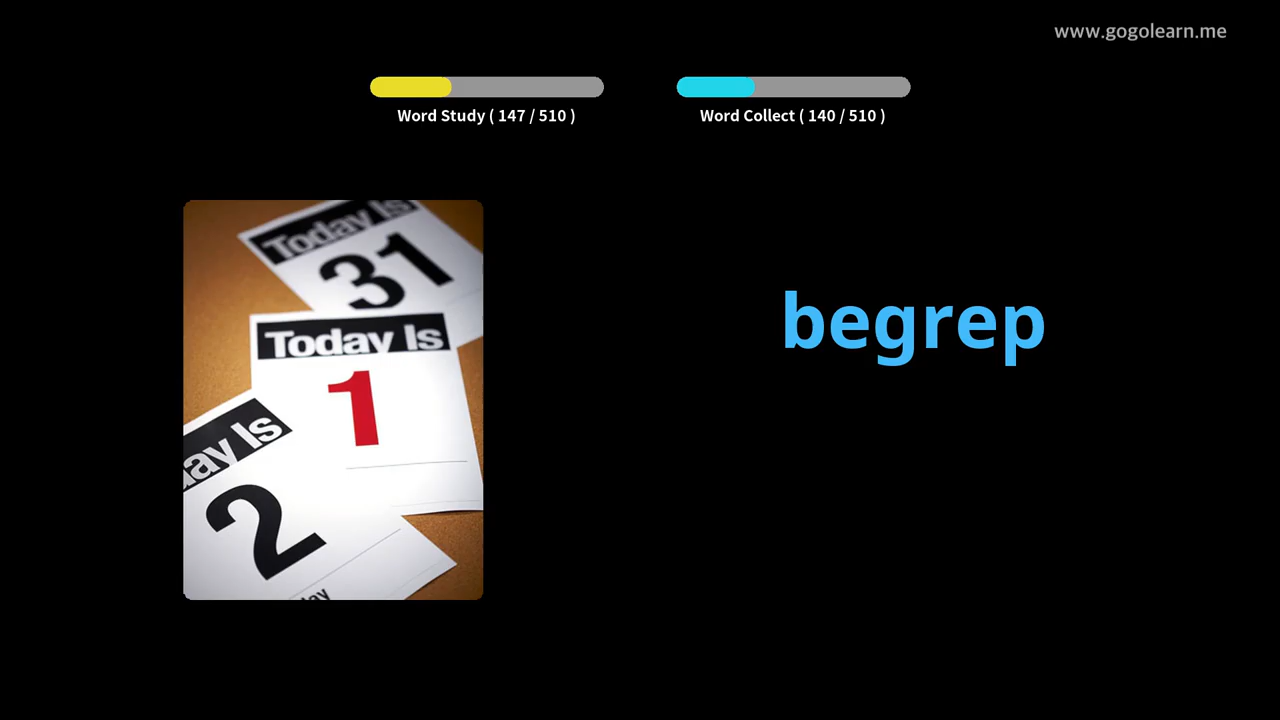 www.gogolearn.me
Word Study ( 147 / 510 )
Word Collect ( 140 / 510 )
Today Is
31
Today Is
1
ay Is
2
begrep